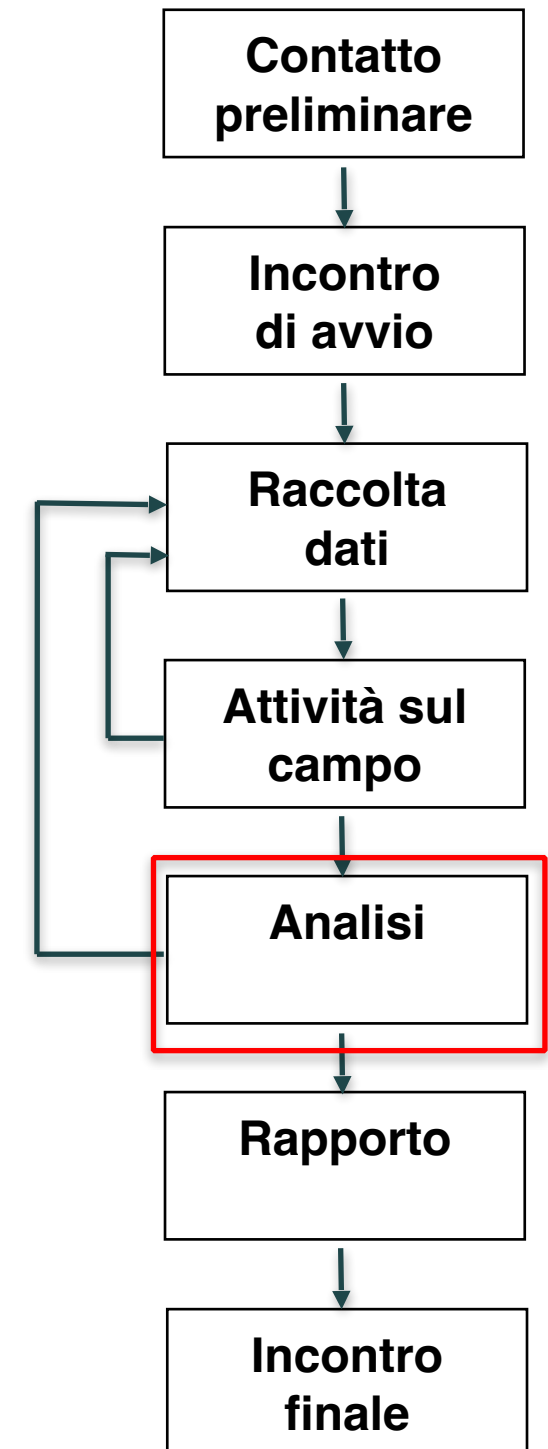 Contatto
preliminare
Incontro
di avvio
Raccolta
dati
Attività sul
campo
Analisi
Rapporto
Incontro
finale